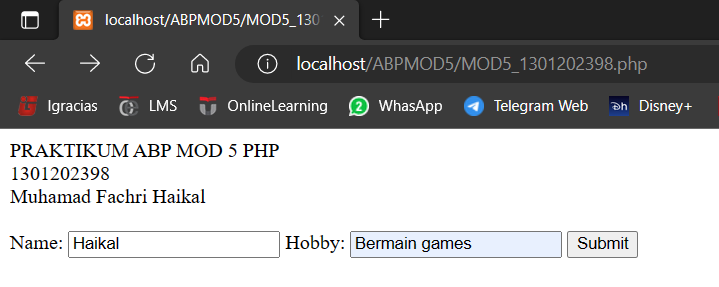 localhost/ABPMOD5/MOD5_130
localhost/ABPMOD5/MOD5_1301202398.php
Igracias LMS OnlineLearning WhasApp Telegram Web Disney+
PRAKTIKUM ABP MOD 5 PHP
1301202398
Muhamad Fachri Haikal
Name: Haikal Hobby: Bermain games Submit